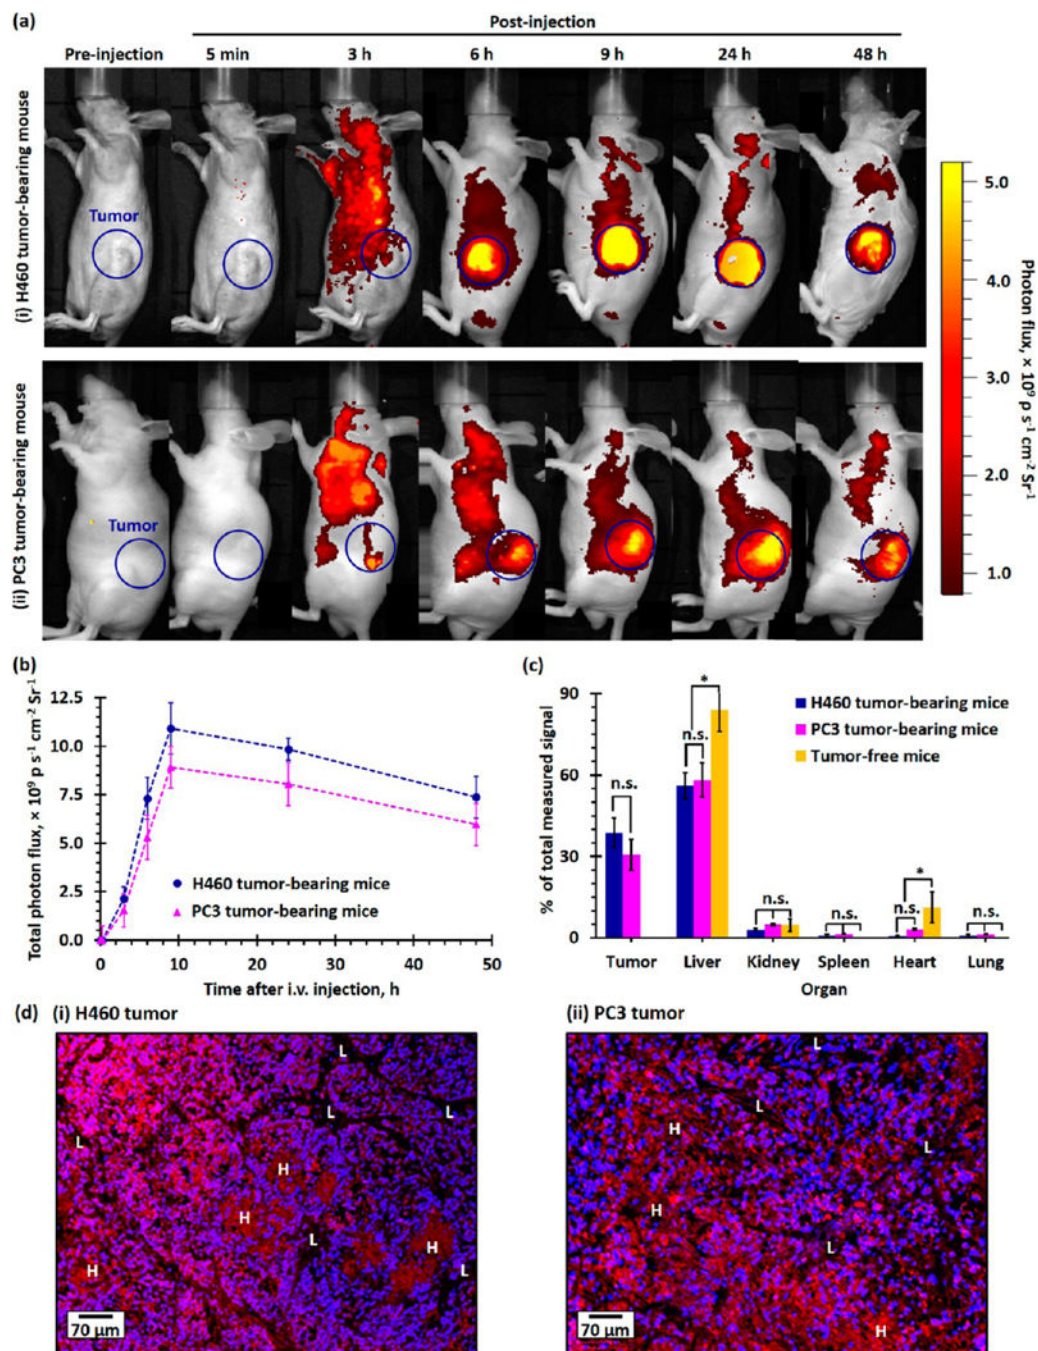 (a)
Post-injection
Pre-injection 5 min 3 h 6 h 9 h 24 h 48 h
(i) H460 tumor-bearing mouse
Tumor
(ii) PC3 tumor-bearing mouse
Tumor
5.0
4.0
3.0
2.0
1.0
Photon flux, × 10⁹ p s⁻¹ cm⁻² Sr⁻¹
(b)
Total photon flux, × 10⁹ p s⁻¹ cm⁻² Sr⁻¹
12.5
10.0
7.5
5.0
2.5
0.0
H460 tumor-bearing mice
PC3 tumor-bearing mice
0 10 20 30 40 50
Time after i.v. injection, h
(c)
% of total measured signal
90
60
30
0
H460 tumor-bearing mice
PC3 tumor-bearing mice
Tumor-free mice
n.s. n.s. * n.s. n.s. n.s. * n.s.
Tumor Liver Kidney Spleen Heart Lung
Organ
(d) (i) H460 tumor
L
L L
L
H
H
L H
H L
70 µm
(ii) PC3 tumor
L
L
H
L
H
L
H
70 µm